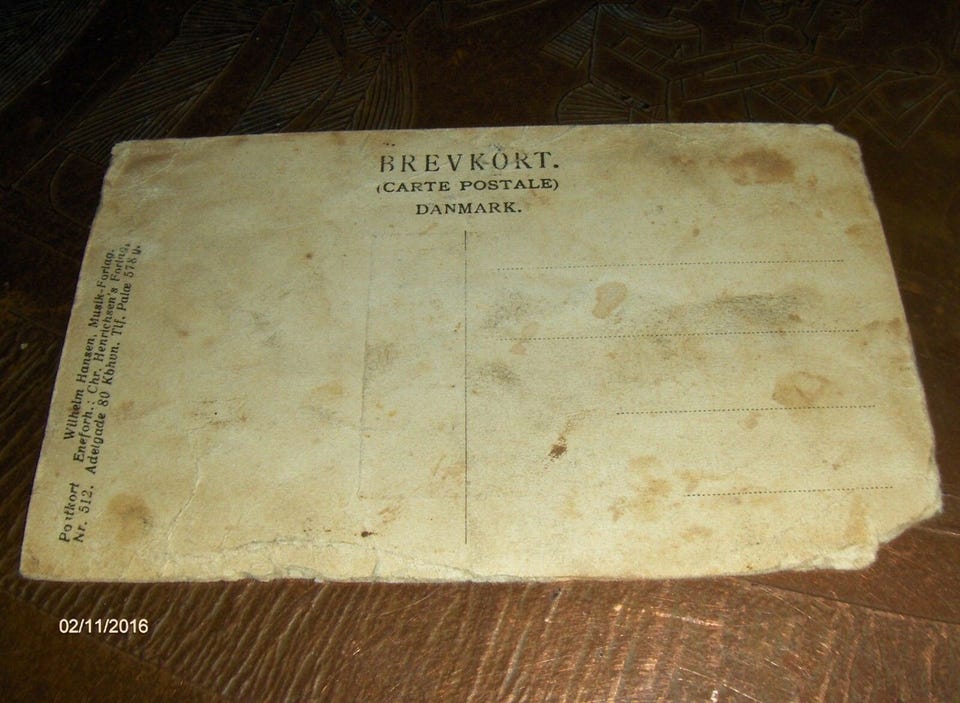 BREVKORT.
(CARTE POSTALE)
DANMARK.
Postkort Wilhelm Hansen, Musik-Forlag.
Nr. 512. Eneforh.: Chr. Henrichsen's Forlag,
Adelgade 80 Kbhvn. Tlf. Palæ 578 y.
02/11/2016